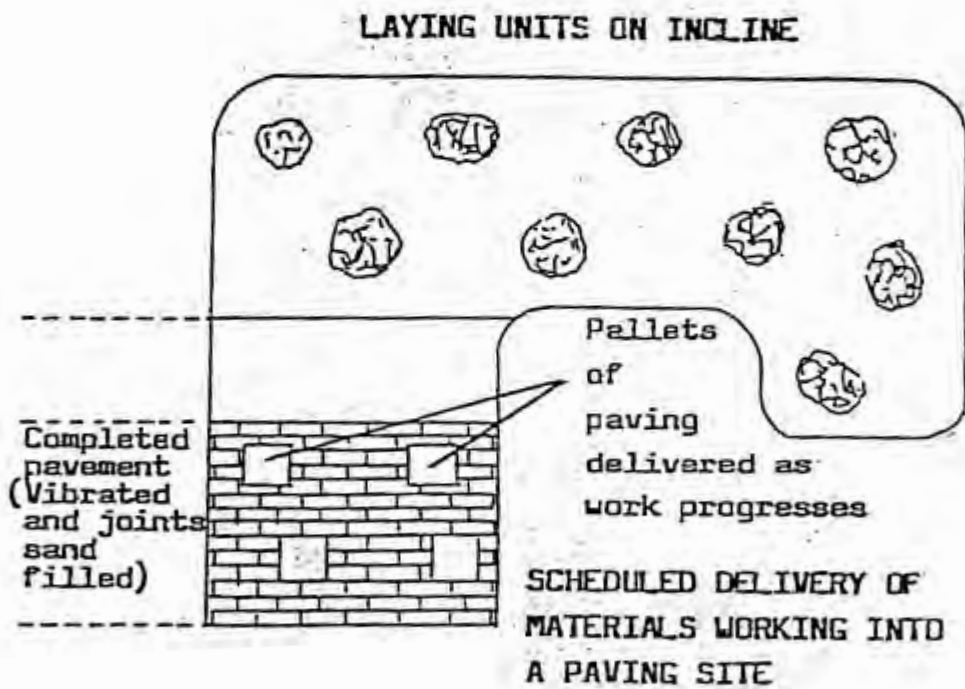 LAYING UNITS ON INCLINE
Pallets
of
paving
delivered as
work progresses
Completed
pavement
(Vibrated
and joints
sand
filled)
SCHEDULED DELIVERY OF
MATERIALS WORKING INTO
A PAVING SITE